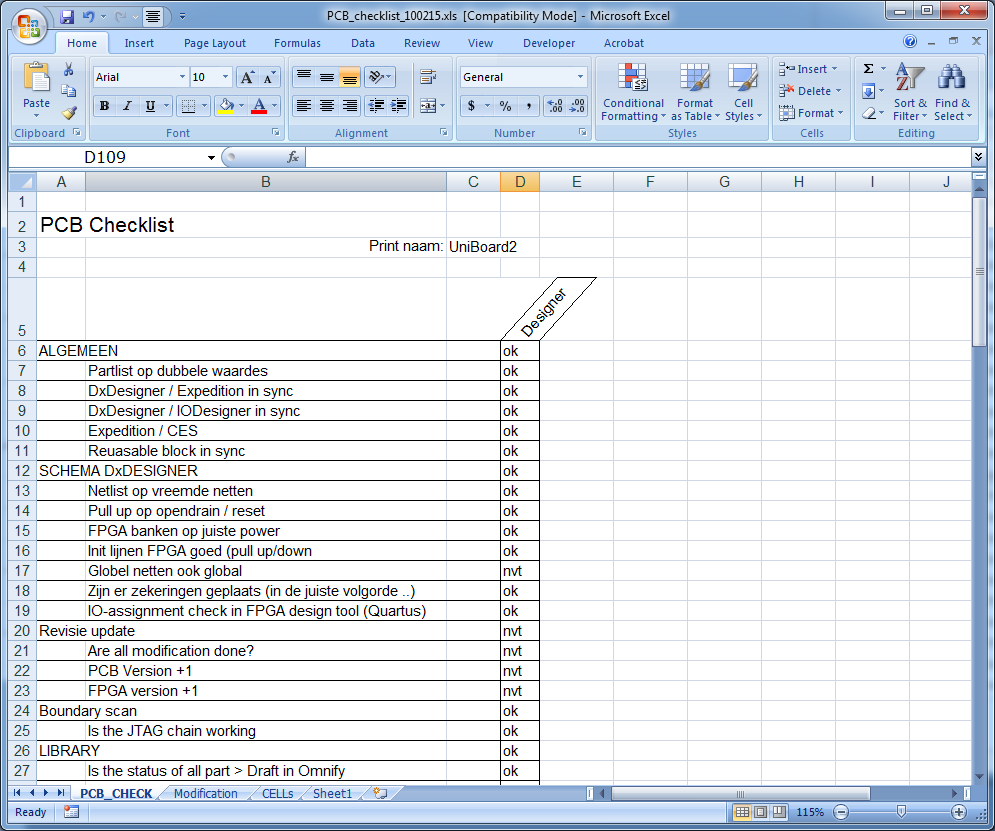 PCB_checklist_100215.xls [Compatibility Mode] - Microsoft Excel
Home Insert Page Layout Formulas Data Review View Developer Acrobat
Paste
Clipboard
Arial 10
B I U
Font
Alignment
General
$ % ,
Number
Conditional Formatting
Format as Table
Cell Styles
Styles
Insert
Delete
Format
Cells
Σ
Sort & Filter
Find & Select
Editing
D109 fx
A B C D E F G H I J
1
2 PCB Checklist
3 Print naam: UniBoard2
4
5 Designer
6 ALGEMEEN ok
7 Partlist op dubbele waardes ok
8 DxDesigner / Expedition in sync ok
9 DxDesigner / IODesigner in sync ok
10 Expedition / CES ok
11 Reuasable block in sync ok
12 SCHEMA DxDESIGNER ok
13 Netlist op vreemde netten ok
14 Pull up op opendrain / reset ok
15 FPGA banken op juiste power ok
16 Init lijnen FPGA goed (pull up/down ok
17 Globel netten ook global nvt
18 Zijn er zekeringen geplaats (in de juiste volgorde ..) ok
19 IO-assignment check in FPGA design tool (Quartus) ok
20 Revisie update nvt
21 Are all modification done? nvt
22 PCB Version +1 nvt
23 FPGA version +1 nvt
24 Boundary scan ok
25 Is the JTAG chain working ok
26 LIBRARY ok
27 Is the status of all part > Draft in Omnify ok
PCB_CHECK Modification CELLs Sheet1
Ready 115%